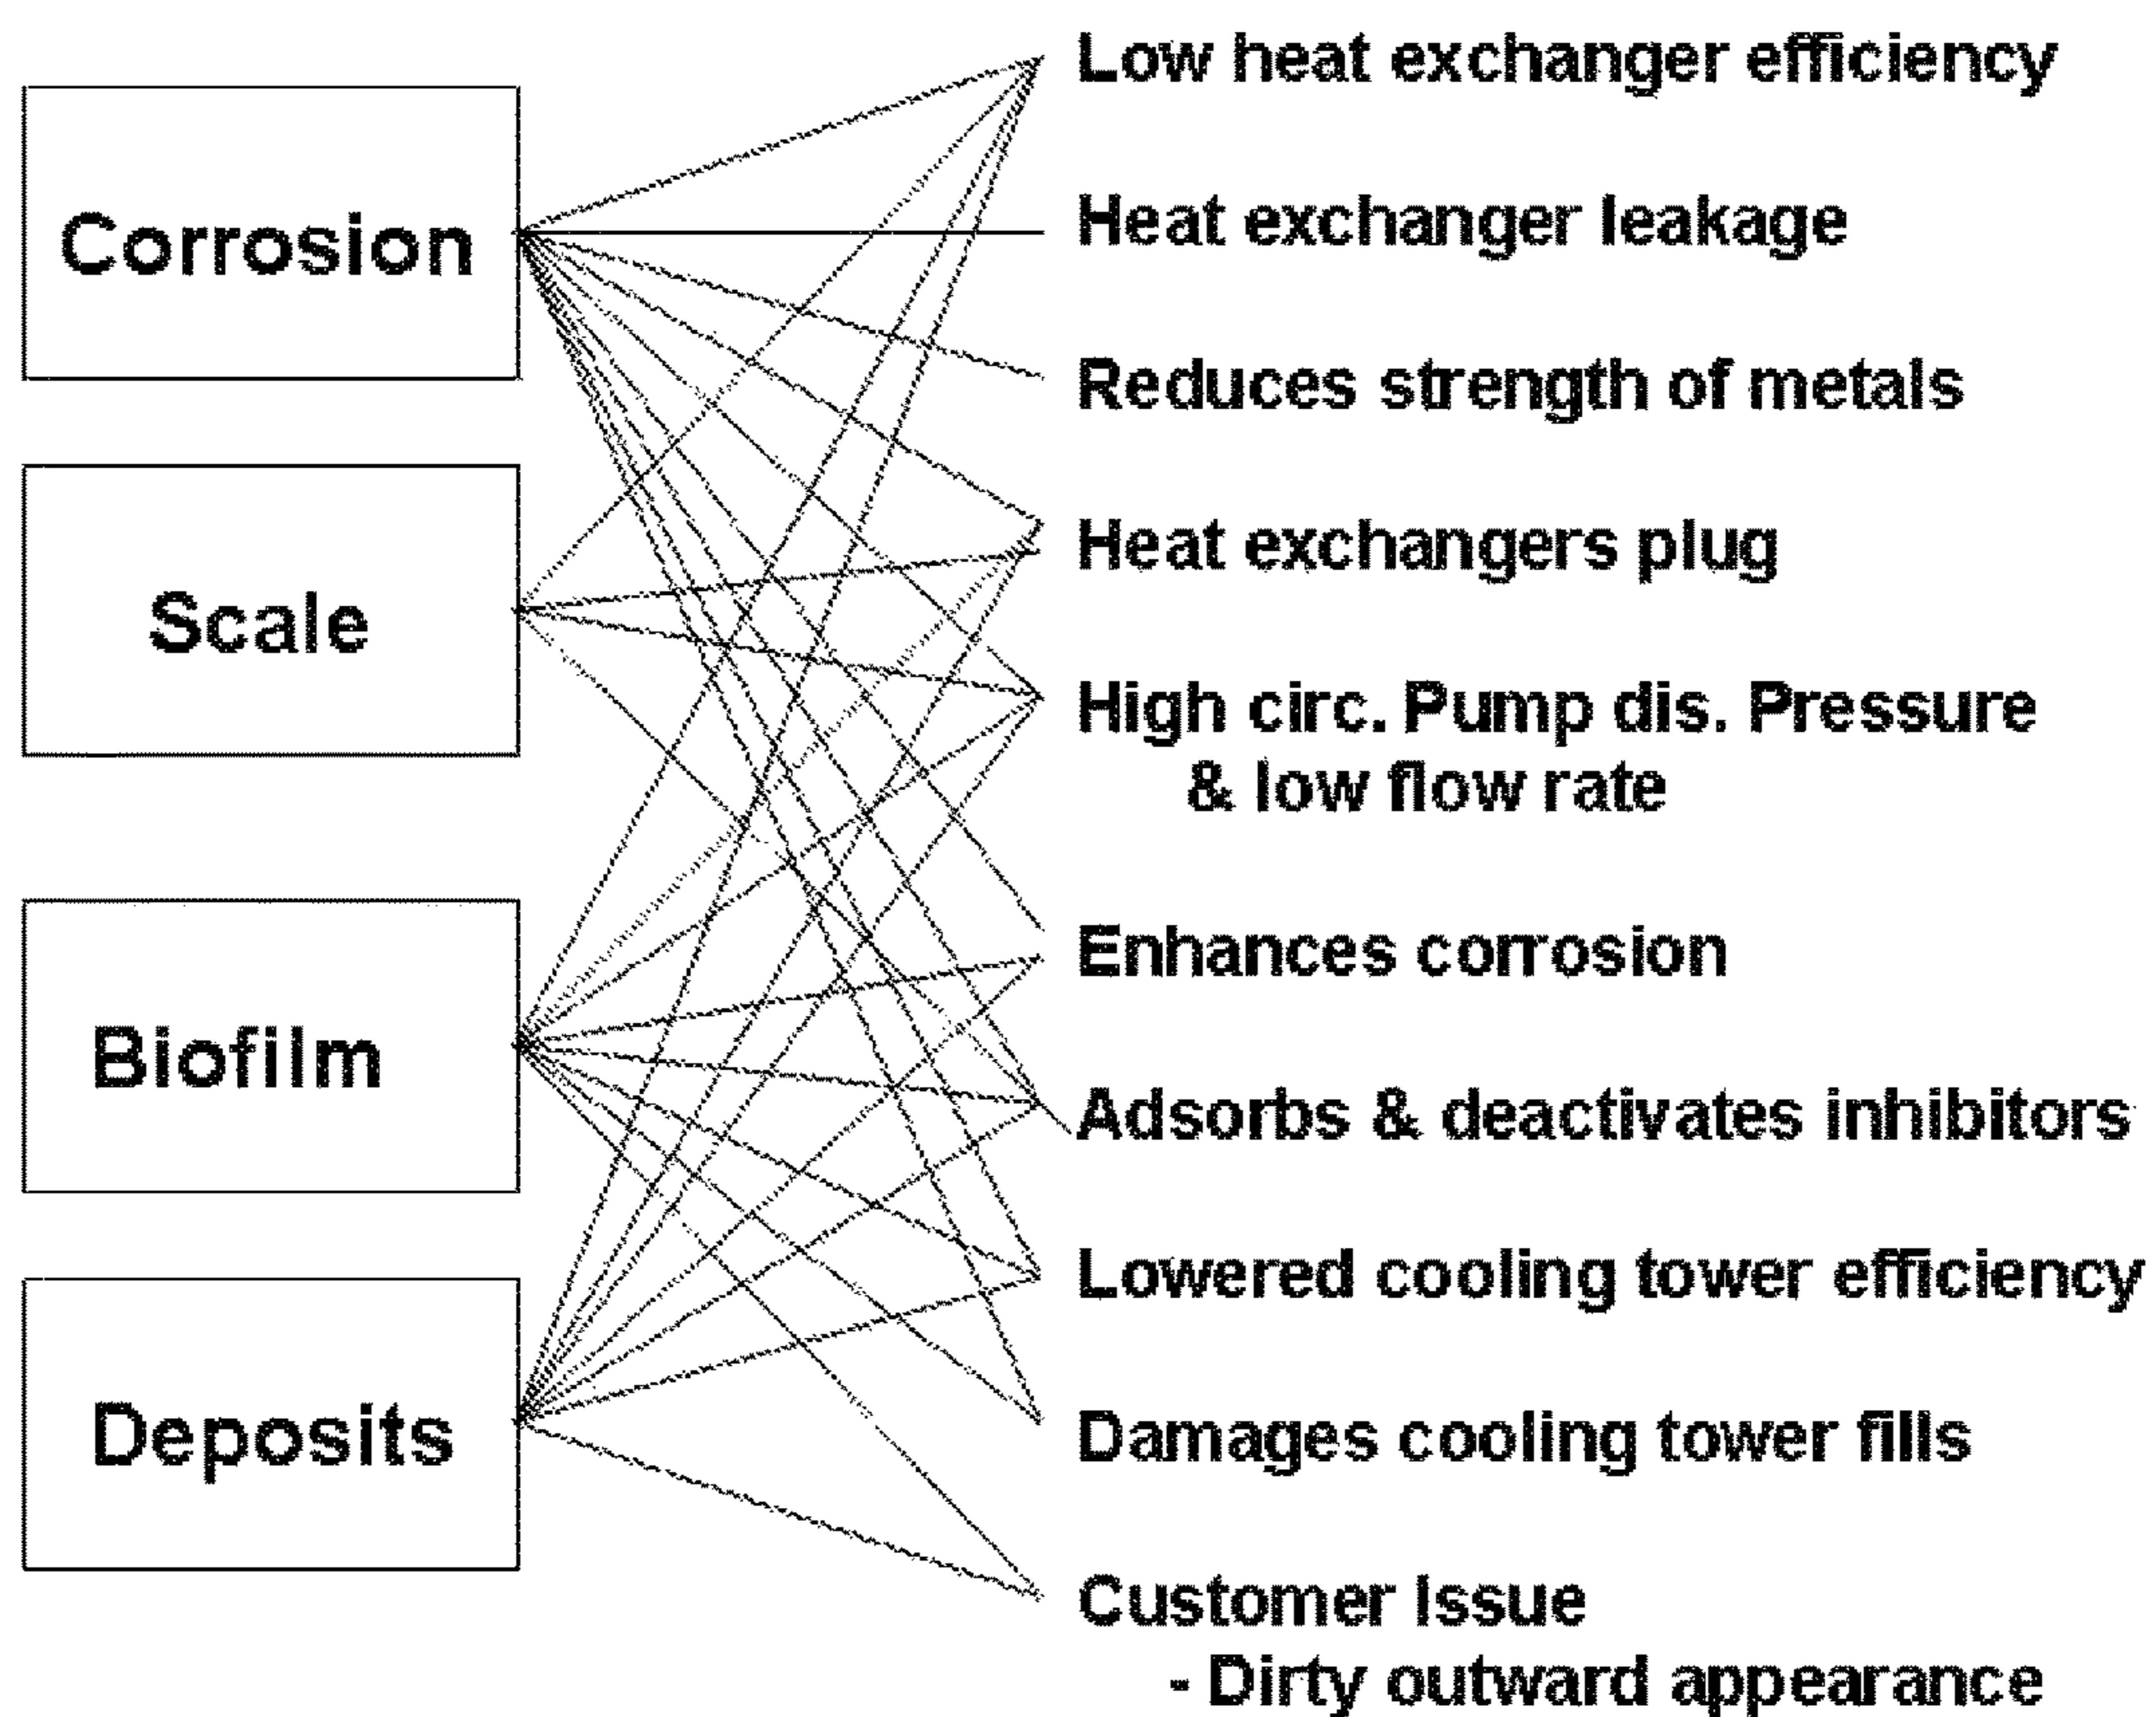 Corrosion
Scale
Biofilm
Deposits
Low heat exchanger efficiency
Heat exchanger leakage
Reduces strength of metals
Heat exchangers plug
High circ. Pump dis. Pressure
& low flow rate
Enhances corrosion
Adsorbs & deactivates inhibitors
Lowered cooling tower efficiency
Damages cooling tower fills
Customer Issue
- Dirty outward appearance